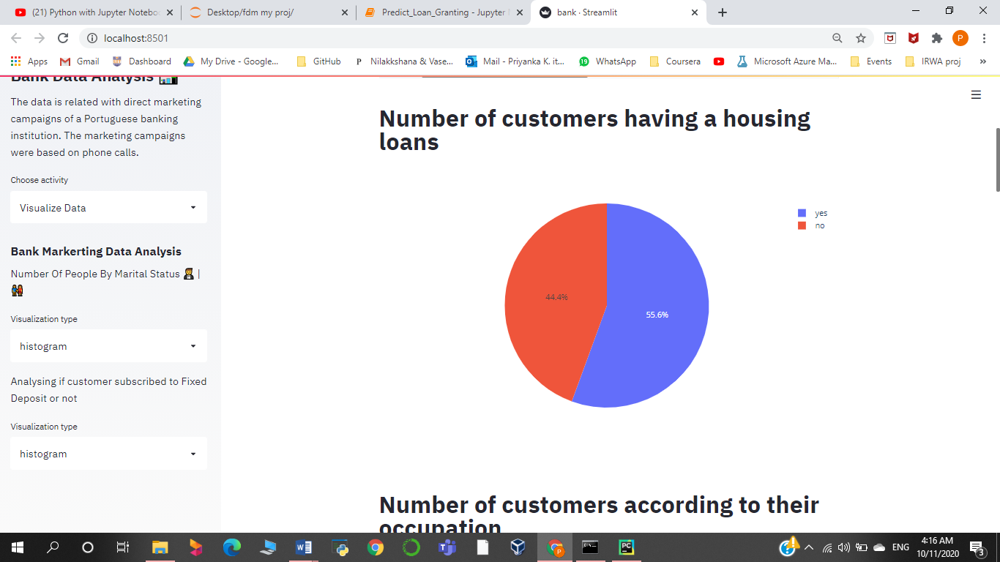 (21) Python with Jupyter Notebo
Desktop/fdm my proj/
Predict_Loan_Granting - Jupyter
bank · Streamlit
localhost:8501
P
Apps
Gmail
Dashboard
My Drive - Google...
GitHub
P Nilakkshana & Vase...
Mail - Priyanka K. it...
19 WhatsApp
Coursera
Microsoft Azure Ma...
Events
IRWA proj
»
Bank Data Analysis
The data is related with direct marketing
campaigns of a Portuguese banking
institution. The marketing campaigns
were based on phone calls.
Choose activity
Visualize Data
Bank Markerting Data Analysis
Number Of People By Marital Status 🤵 |
👫
Visualization type
histogram
Analysing if customer subscribed to Fixed
Deposit or not
Visualization type
histogram
Number of customers having a housing
loans
yes
no
44.4%
55.6%
Number of customers according to their
occupation
ENG
4:16 AM
10/11/2020
3